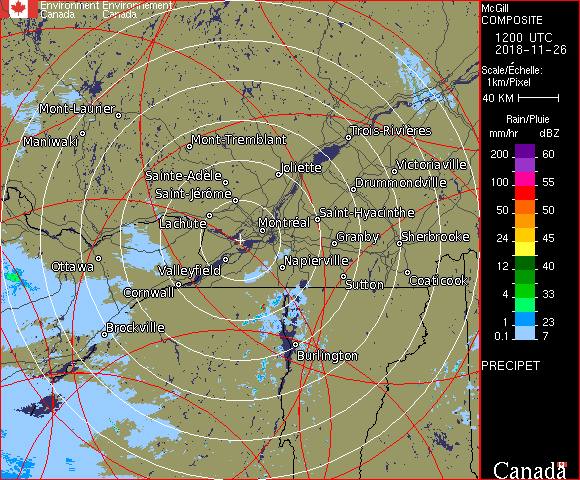 Environment Environnement
Canada Canada
McGill
COMPOSITE
1200 UTC
2018-11-26
Scale/Échelle:
1km/Pixel
40 KM
Rain/Pluie
mm/hr dBZ
200 60
100 55
50 50
24 45
12 40
4 33
1 23
0.1 7
PRECIPET
Canada
Mont-Laurier
Maniwaki
Mont-Tremblant
Trois-Rivières
Joliette
Victoriaville
Sainte-Adèle
Drummondville
Saint-Jérôme
Saint-Hyacinthe
Lachute
Montréal
Granby
Sherbrooke
Ottawa
Valleyfield
Napierville
Sutton
Coaticook
Cornwall
Brockville
Burlington